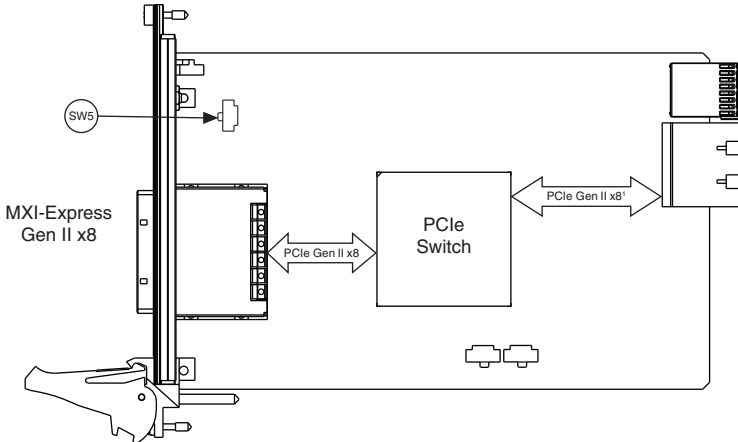 SW5
MXI-Express
Gen II x8
PCIe Gen II x8
PCIe
Switch
PCIe Gen II x8¹